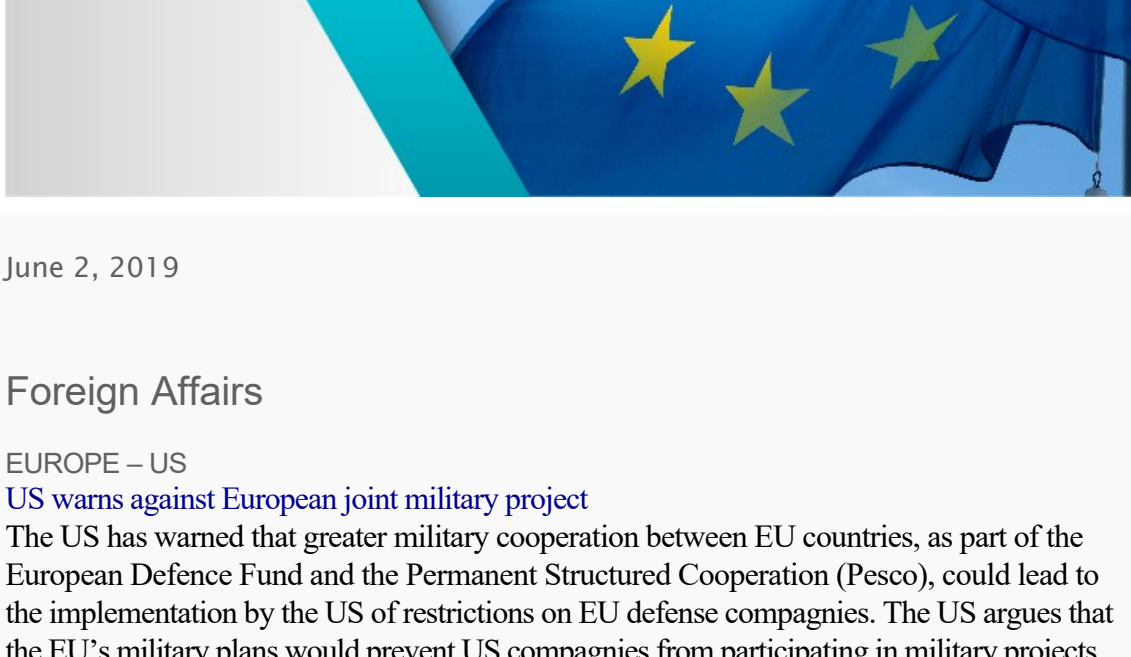 June 2, 2019
Foreign Affairs
EUROPE – US
US warns against European joint military project
The US has warned that greater military cooperation between EU countries, as part of the
European Defence Fund and the Permanent Structured Cooperation (Pesco), could lead to
the implementation by the US of restrictions on EU defense compagnies. The US argues that
the EU’s military plans would prevent US compagnies from participating in military projects